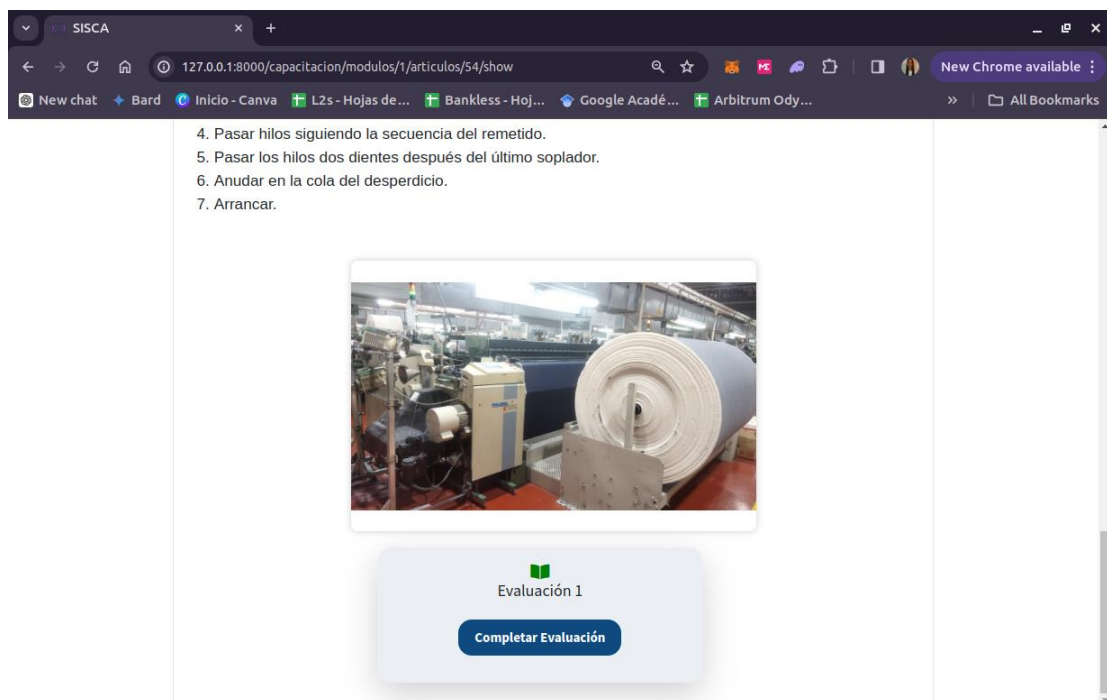 SISCA
127.0.0.1:8000/capacitacion/modulos/1/articulos/54/show
New Chrome available
New chat
Bard
Inicio - Canva
L2s - Hojas de...
Bankless - Hoj...
Google Acadé...
Arbitrum Ody...
»
All Bookmarks
4. Pasar hilos siguiendo la secuencia del remetido.
5. Pasar los hilos dos dientes después del último soplador.
6. Anudar en la cola del desperdicio.
7. Arrancar.
Evaluación 1
Completar Evaluación